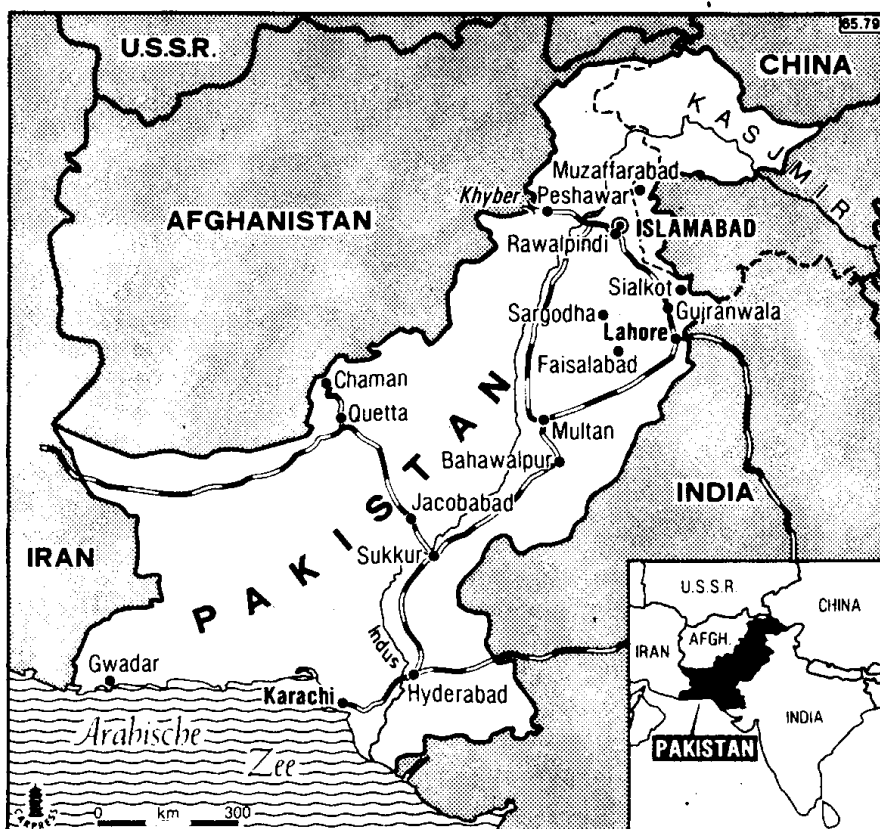 65.79
U.S.S.R.
CHINA
KASJMIR
Muzaffarabad
Khyber
Peshawar
AFGHANISTAN
ISLAMABAD
Rawalpindi
Sialkot
Sargodha
Gujranwala
Lahore
Faisalabad
Chaman
Quetta
Multan
Bahawalpur
PAKISTAN
INDIA
Jacobabad
IRAN
Sukkur
Indus
Gwadar
Karachi
Hyderabad
Arabische
Zee
0 km 300
U.S.S.R.
CHINA
AFGH.
IRAN
INDIA
PAKISTAN